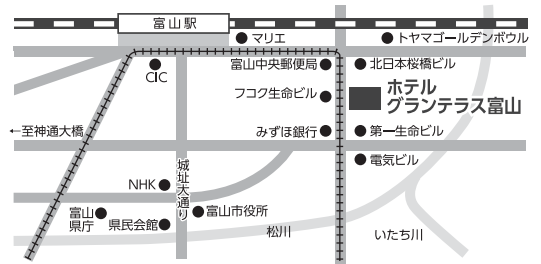 富山駅
マリエ
トヤマゴールデンボウル
CIC
富山中央郵便局
北日本桜橋ビル
フコク生命ビル
ホテル
グランテラス富山
←至神通大橋
みずほ銀行
第一生命ビル
電気ビル
城址大通り
NHK
富山
県庁
県民会館
富山市役所
松川
いたち川